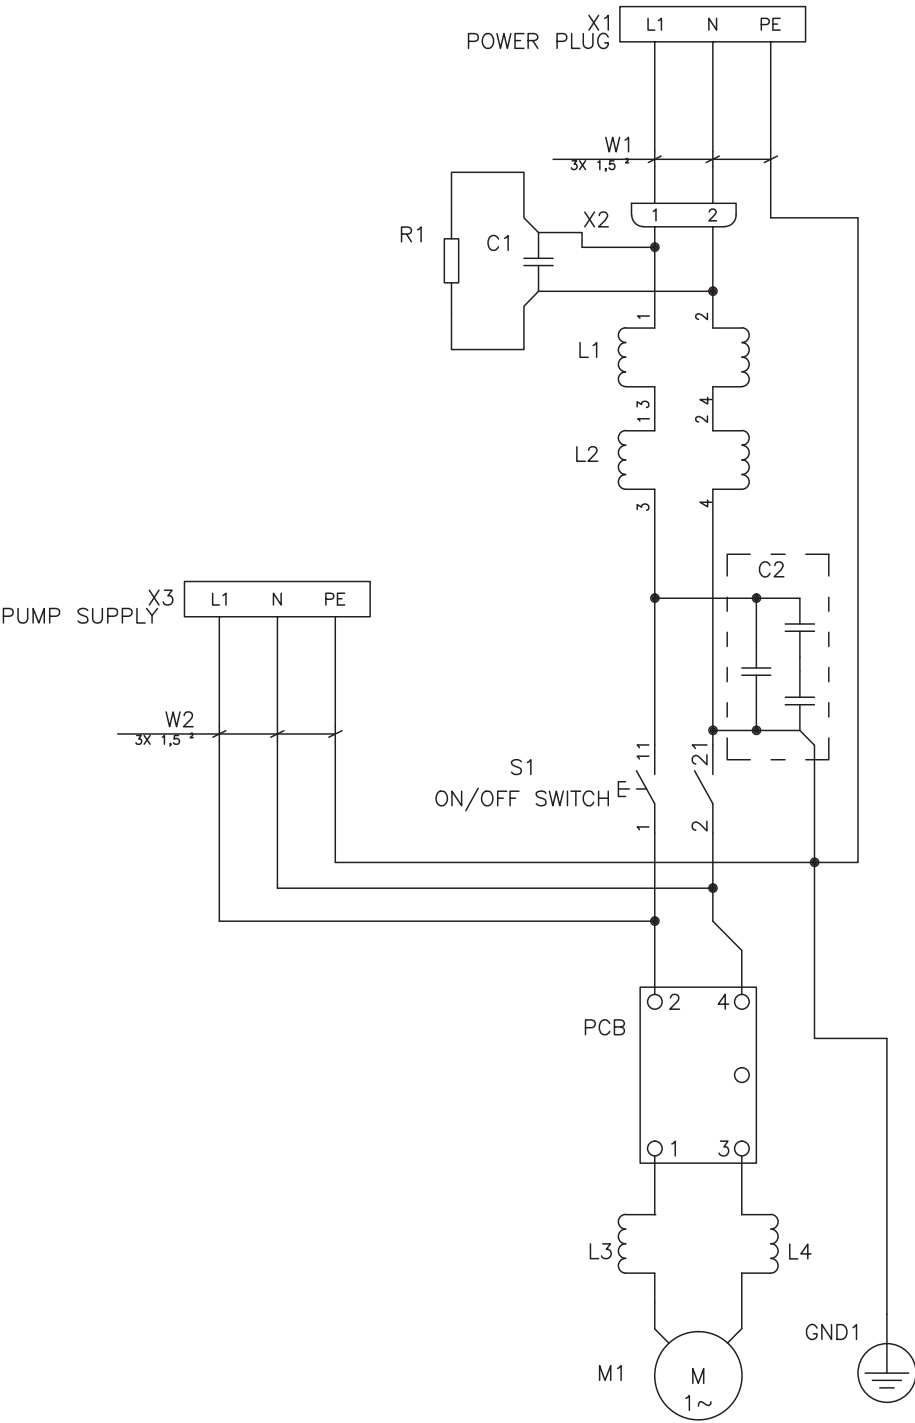 X1
POWER PLUG
L1 N PE
W1
3X 1,5 ²
X2
1 2
R1
C1
1 2
L1
3 4
1 2
L2
3 4
C2
X3
PUMP SUPPLY
L1 N PE
W2
3X 1,5 ²
11 21
S1
ON/OFF SWITCH
1 2
2 4
PCB
1 3
L3
L4
GND1
M1
M
1~